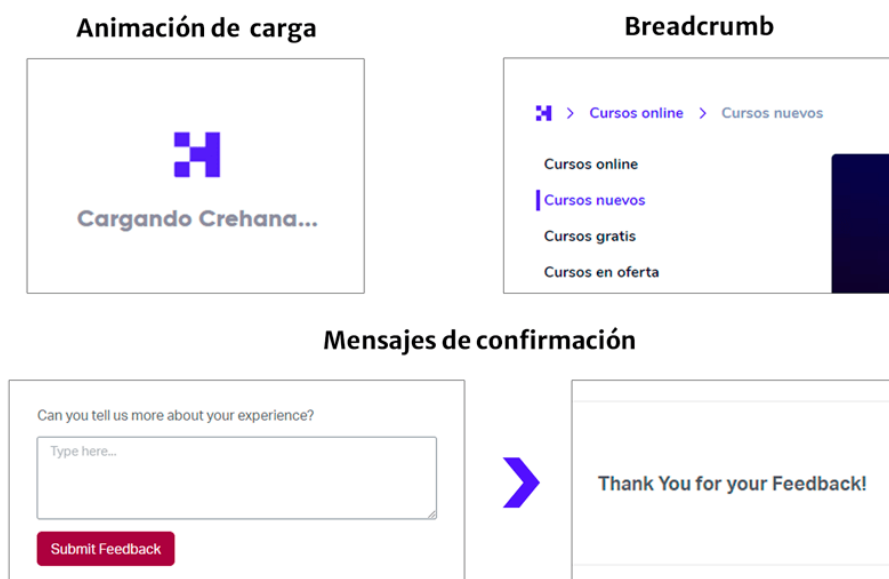 Animación de carga
Breadcrumb
Cargando Crehana...
> Cursos online > Cursos nuevos
Cursos online
Cursos nuevos
Cursos gratis
Cursos en oferta
Mensajes de confirmación
Can you tell us more about your experience?
Type here...
Submit Feedback
Thank You for your Feedback!